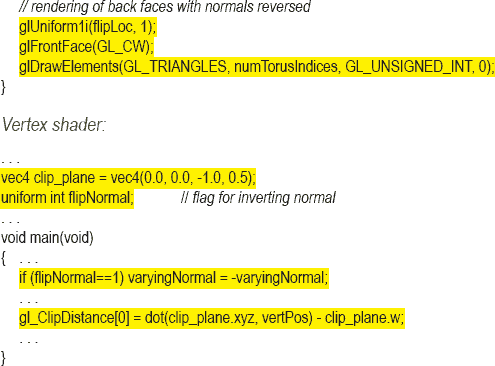 // rendering of back faces with normals reversed
glUniform1i(flipLoc, 1);
glFrontFace(GL_CW);
glDrawElements(GL_TRIANGLES, numTorusIndices, GL_UNSIGNED_INT, 0);
}
Vertex shader:
. . .
vec4 clip_plane = vec4(0.0, 0.0, -1.0, 0.5);
uniform int flipNormal; // flag for inverting normal
. . .
void main(void)
{ . . .
if (flipNormal==1) varyingNormal = -varyingNormal;
. . .
gl_ClipDistance[0] = dot(clip_plane.xyz, vertPos) - clip_plane.w;
. . .
}